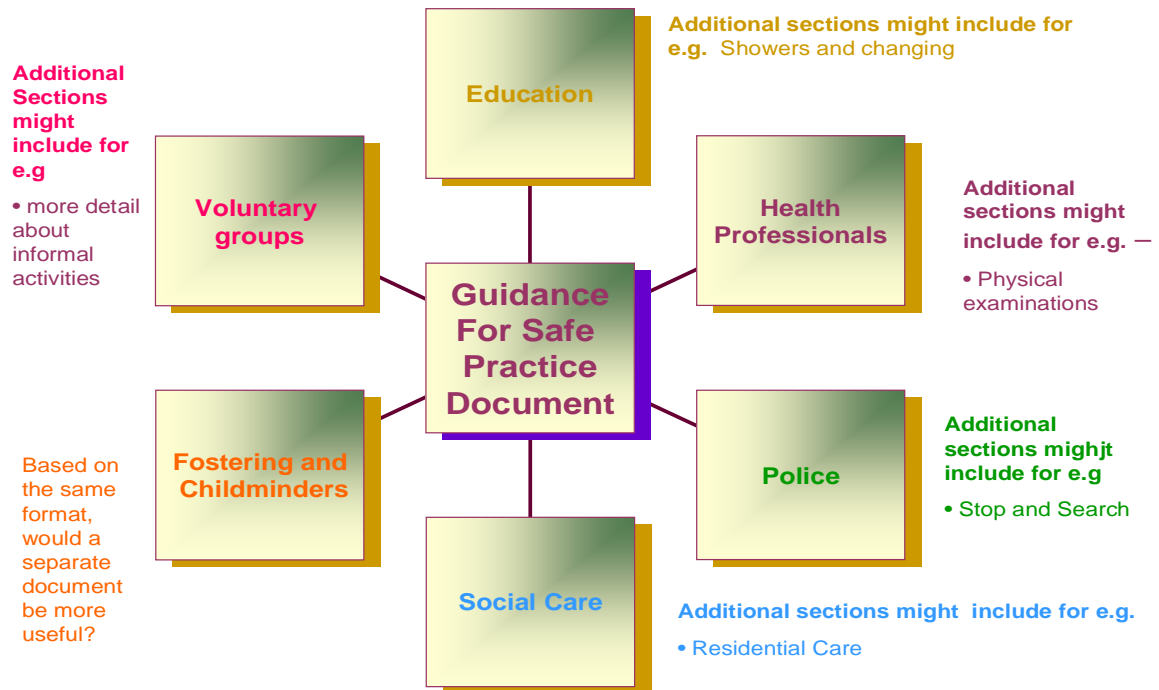 Additional sections might include for
e.g. Showers and changing
Education
Additional
Sections
might
include for
e.g
• more detail
about
informal
activities
Voluntary
groups
Health
Professionals
Additional
sections might
include for e.g. –
• Physical
examinations
Guidance
For Safe
Practice
Document
Based on
the same
format,
would a
separate
document
be more
useful?
Fostering and
Childminders
Police
Additional
sections mighjt
include for e.g
• Stop and Search
Social Care
Additional sections might include for e.g.
• Residential Care